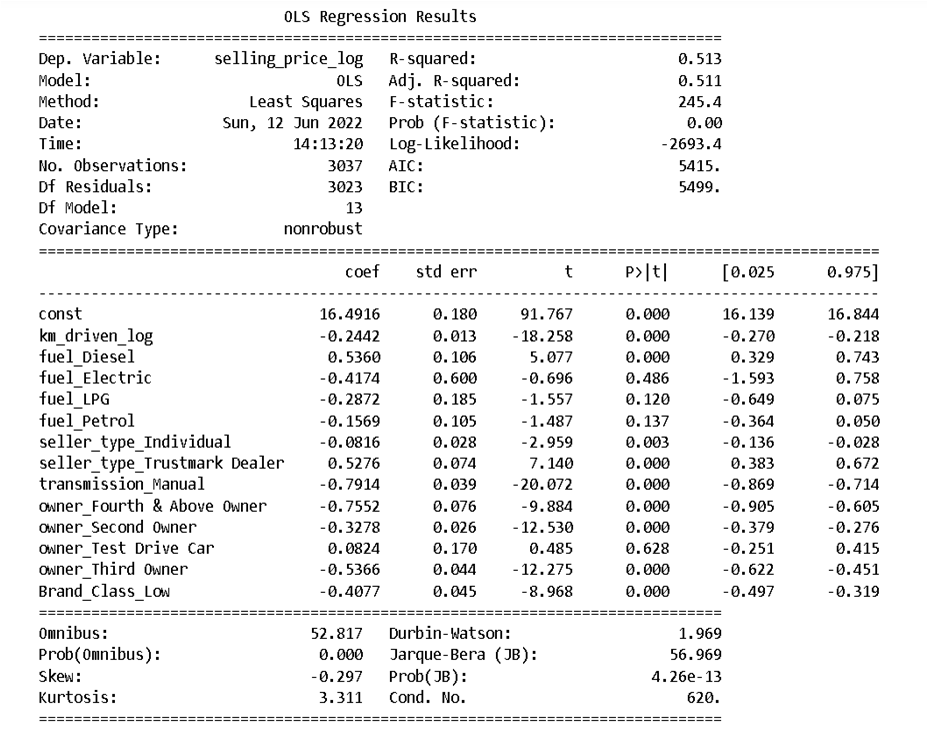 OLS Regression Results
==============================================================================
Dep. Variable: selling_price_log R-squared: 0.513
Model: OLS Adj. R-squared: 0.511
Method: Least Squares F-statistic: 245.4
Date: Sun, 12 Jun 2022 Prob (F-statistic): 0.00
Time: 14:13:20 Log-Likelihood: -2693.4
No. Observations: 3037 AIC: 5415.
Df Residuals: 3023 BIC: 5499.
Df Model: 13
Covariance Type: nonrobust
================================================================================================
coef std err t P>|t| [0.025 0.975]
------------------------------------------------------------------------------------------------
const 16.4916 0.180 91.767 0.000 16.139 16.844
km_driven_log -0.2442 0.013 -18.258 0.000 -0.270 -0.218
fuel_Diesel 0.5360 0.106 5.077 0.000 0.329 0.743
fuel_Electric -0.4174 0.600 -0.696 0.486 -1.593 0.758
fuel_LPG -0.2872 0.185 -1.557 0.120 -0.649 0.075
fuel_Petrol -0.1569 0.105 -1.487 0.137 -0.364 0.050
seller_type_Individual -0.0816 0.028 -2.959 0.003 -0.136 -0.028
seller_type_Trustmark Dealer 0.5276 0.074 7.140 0.000 0.383 0.672
transmission_Manual -0.7914 0.039 -20.072 0.000 -0.869 -0.714
owner_Fourth & Above Owner -0.7552 0.076 -9.884 0.000 -0.905 -0.605
owner_Second Owner -0.3278 0.026 -12.530 0.000 -0.379 -0.276
owner_Test Drive Car 0.0824 0.170 0.485 0.628 -0.251 0.415
owner_Third Owner -0.5366 0.044 -12.275 0.000 -0.622 -0.451
Brand_Class_Low -0.4077 0.045 -8.968 0.000 -0.497 -0.319
==============================================================================
Omnibus: 52.817 Durbin-Watson: 1.969
Prob(Omnibus): 0.000 Jarque-Bera (JB): 56.969
Skew: -0.297 Prob(JB): 4.26e-13
Kurtosis: 3.311 Cond. No. 620.
==============================================================================